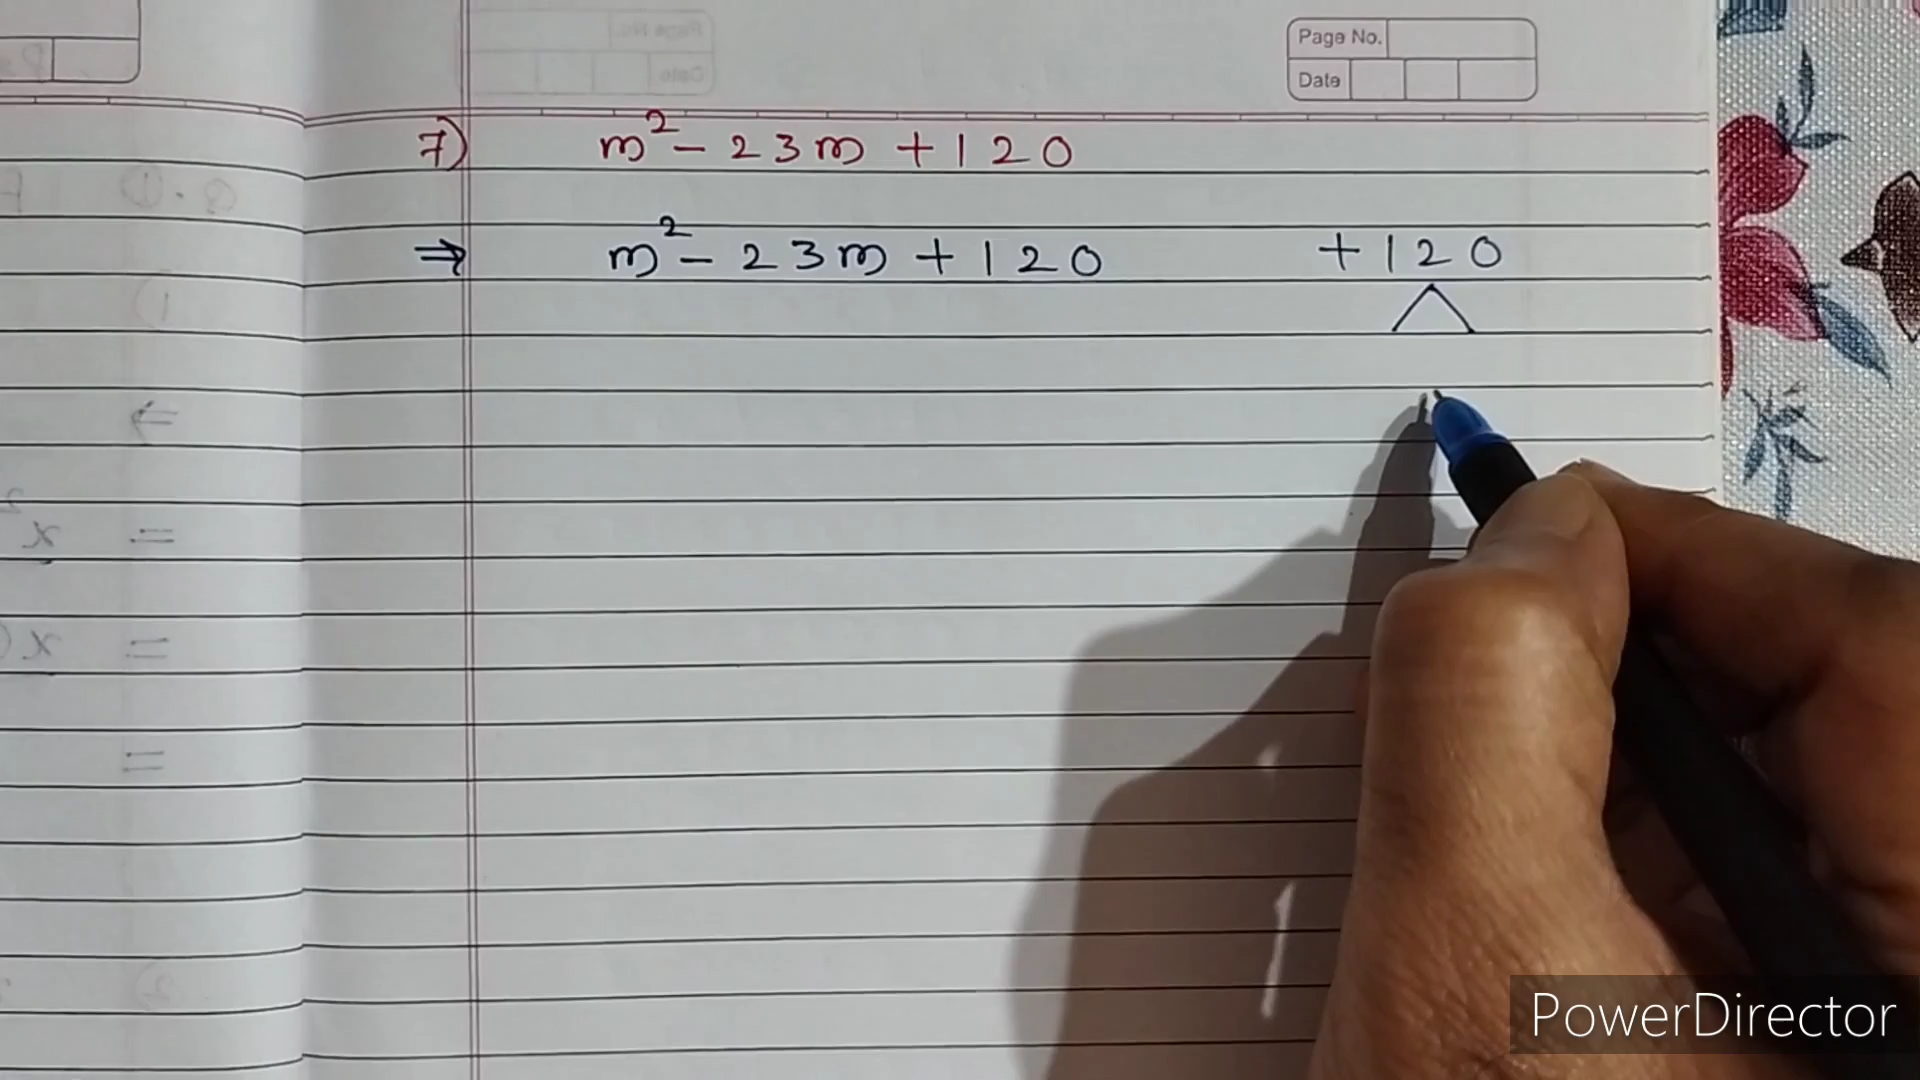 Page No.
Date
7) m² - 23m + 120
⇒ m² - 23m + 120 +120
PowerDirector